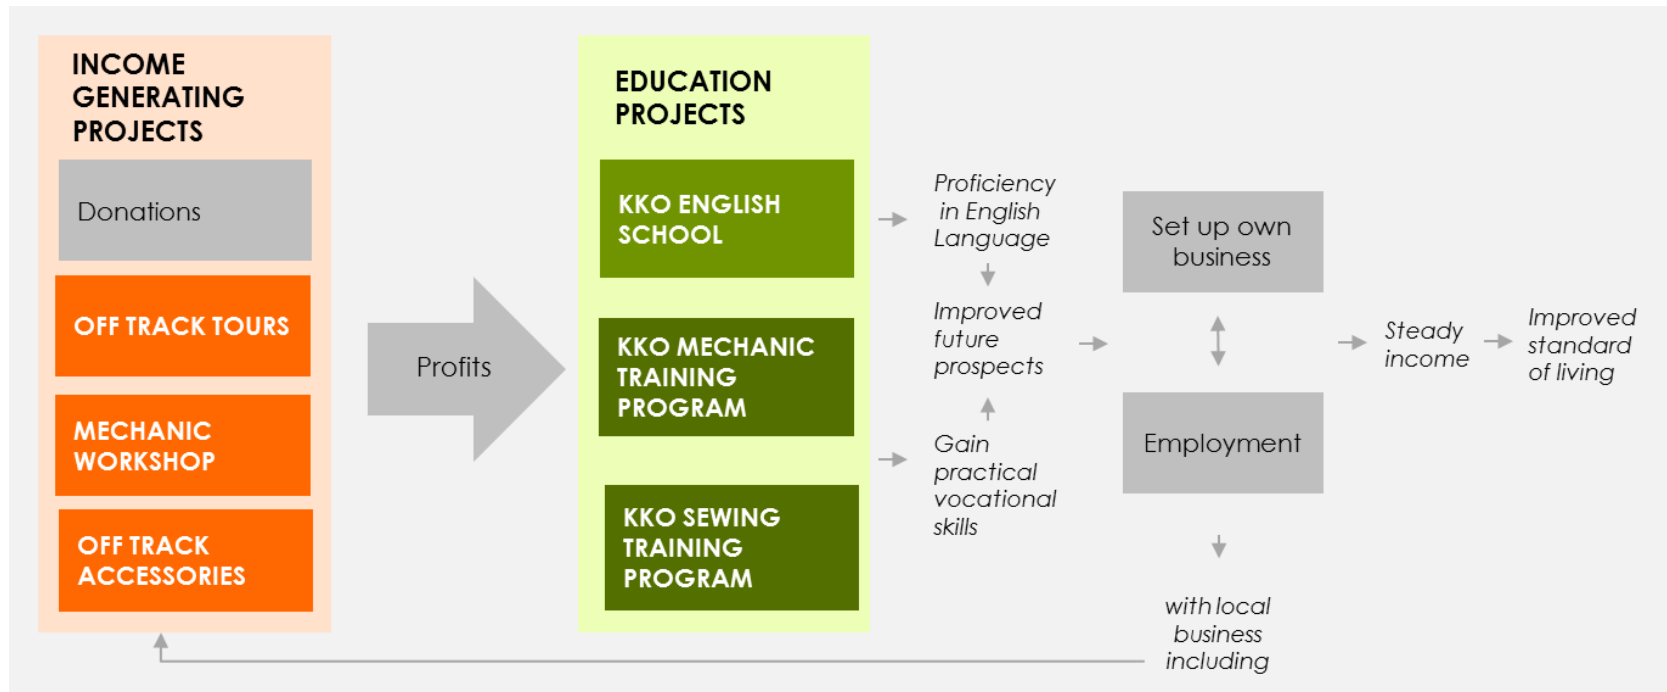 INCOME
GENERATING
PROJECTS
Donations
OFF TRACK TOURS
MECHANIC
WORKSHOP
OFF TRACK
ACCESSORIES
Profits
EDUCATION
PROJECTS
KKO ENGLISH
SCHOOL
KKO MECHANIC
TRAINING
PROGRAM
KKO SEWING
TRAINING
PROGRAM
Proficiency
in English
Language
Improved
future
prospects
Gain
practical
vocational
skills
Set up own
business
Employment
with local
business
including
Steady
income
Improved
standard
of living